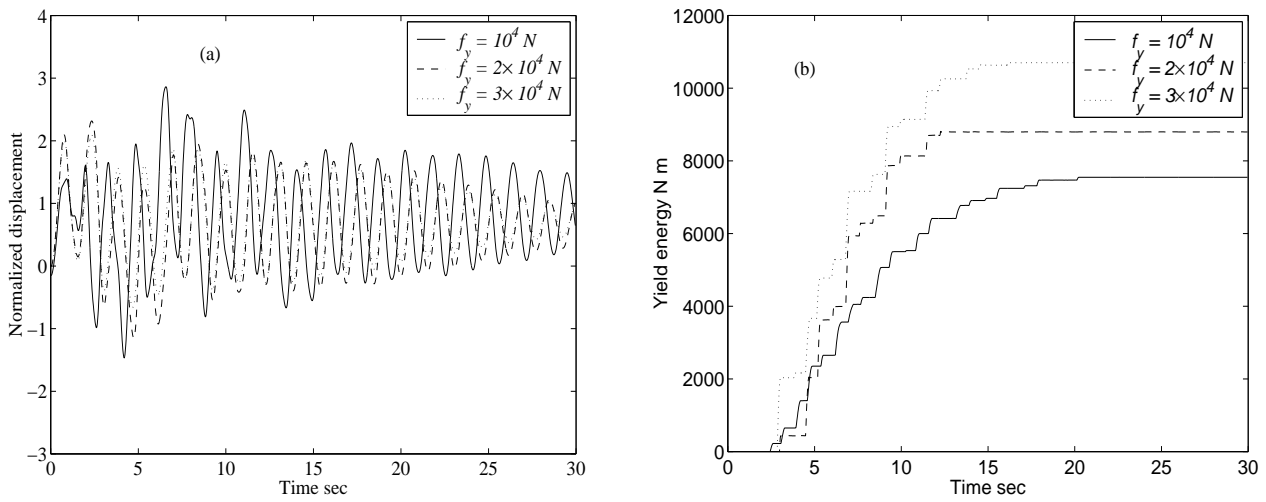 (a)
f_y = 10^4 N
f_y = 2× 10^4 N
f_y = 3× 10^4 N
Normalized displacement
4
3
2
1
0
−1
−2
−3
0 5 10 15 20 25 30
Time sec
(b)
f_y = 10^4 N
f_y = 2×10^4 N
f_y = 3×10^4 N
Yield energy N m
12000
10000
8000
6000
4000
2000
0
0 5 10 15 20 25 30
Time sec